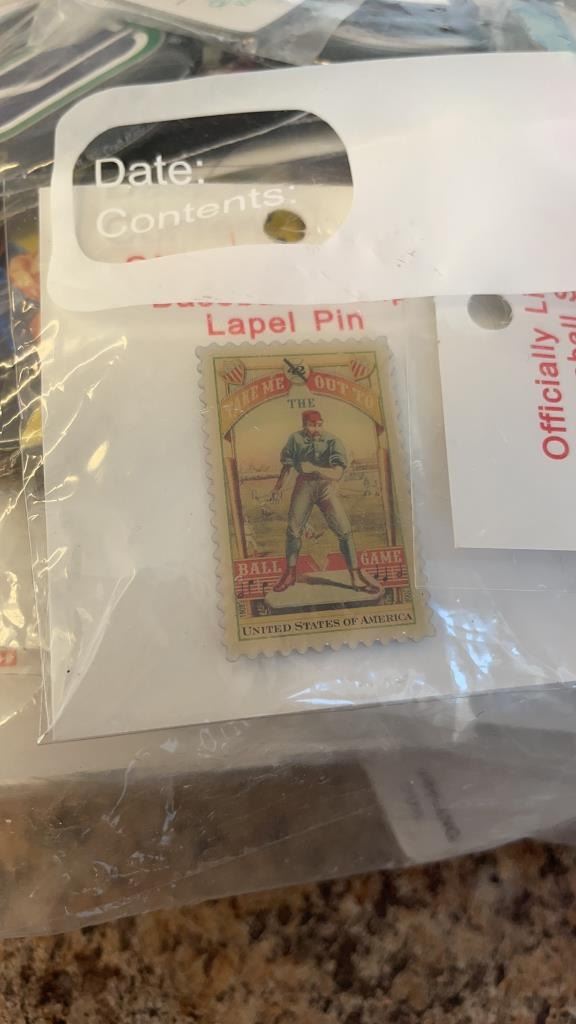 Date:
Contents:
Lapel Pin
42
TAKE ME OUT TO
THE
BALL GAME
UNITED STATES OF AMERICA
Officially